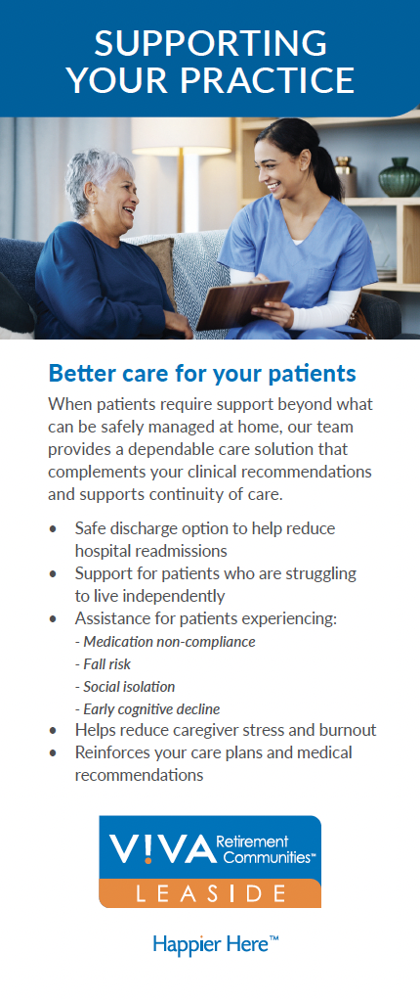 SUPPORTING
YOUR PRACTICE
Better care for your patients
When patients require support beyond what
can be safely managed at home, our team
provides a dependable care solution that
complements your clinical recommendations
and supports continuity of care.
• Safe discharge option to help reduce
hospital readmissions
• Support for patients who are struggling
to live independently
• Assistance for patients experiencing:
- Medication non-compliance
- Fall risk
- Social isolation
- Early cognitive decline
• Helps reduce caregiver stress and burnout
• Reinforces your care plans and medical
recommendations
V!VA Retirement
Communities™
LEASIDE
Happier Here™